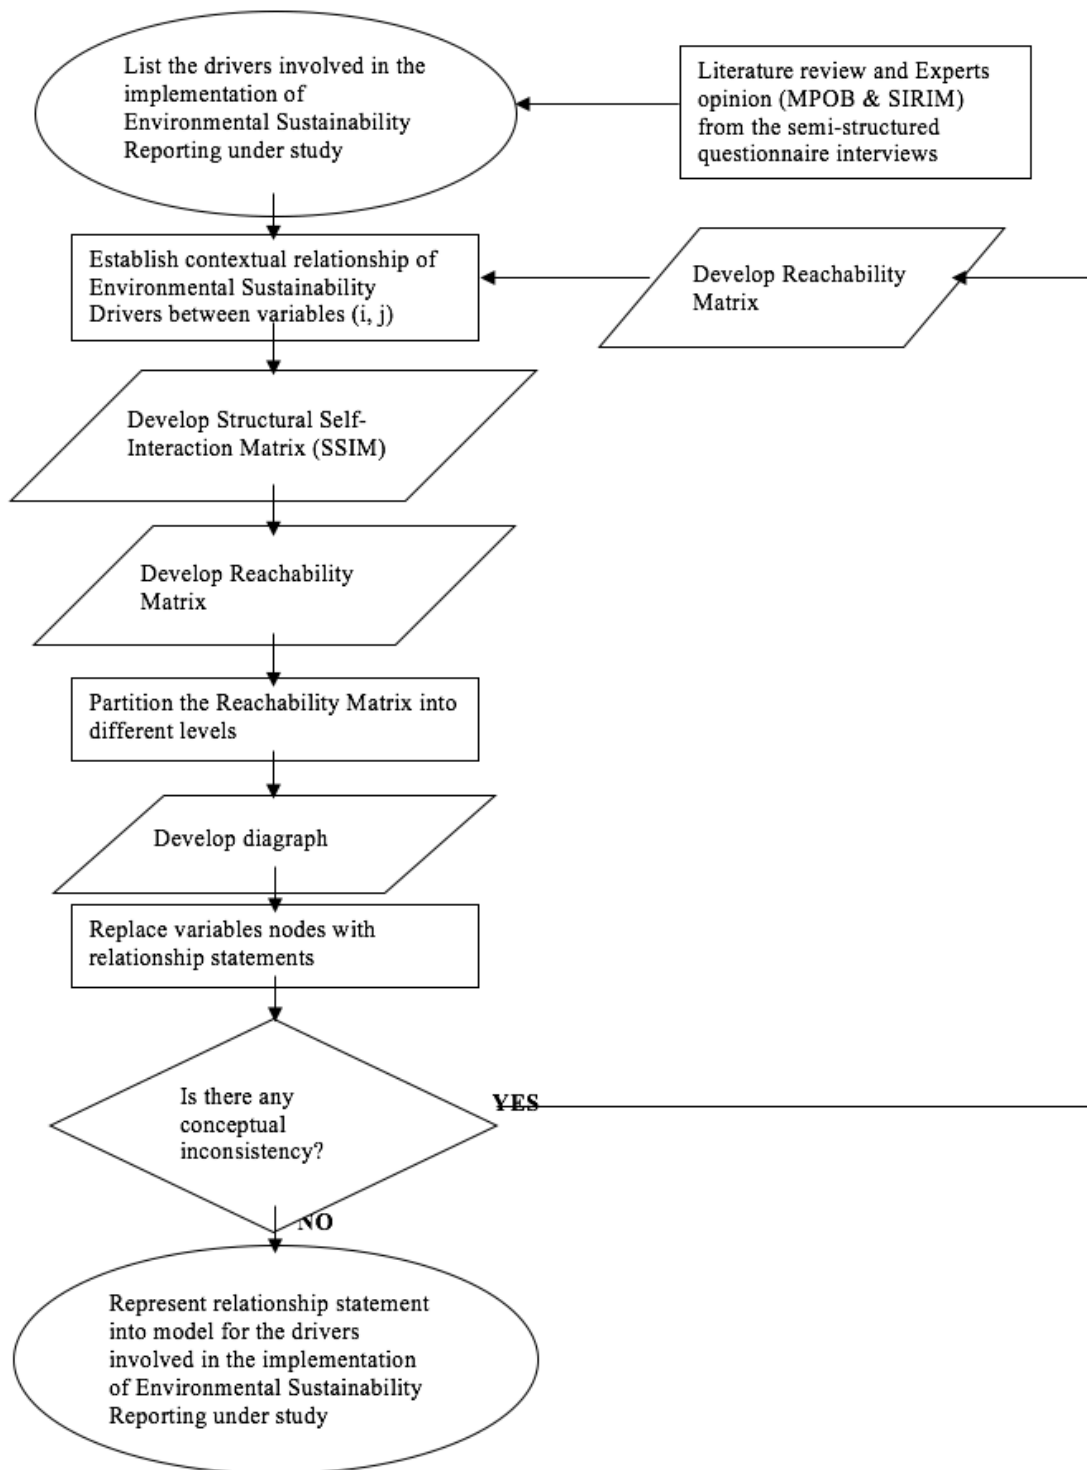 List the drivers involved in the
implementation of
Environmental Sustainability
Reporting under study
Literature review and Experts
opinion (MPOB & SIRIM)
from the semi-structured
questionnaire interviews
Establish contextual relationship of
Environmental Sustainability
Drivers between variables (i, j)
Develop Reachability
Matrix
Develop Structural Self-
Interaction Matrix (SSIM)
Develop Reachability
Matrix
Partition the Reachability Matrix into
different levels
Develop diagraph
Replace variables nodes with
relationship statements
Is there any
conceptual
inconsistency?
YES
NO
Represent relationship statement
into model for the drivers
involved in the implementation
of Environmental Sustainability
Reporting under study